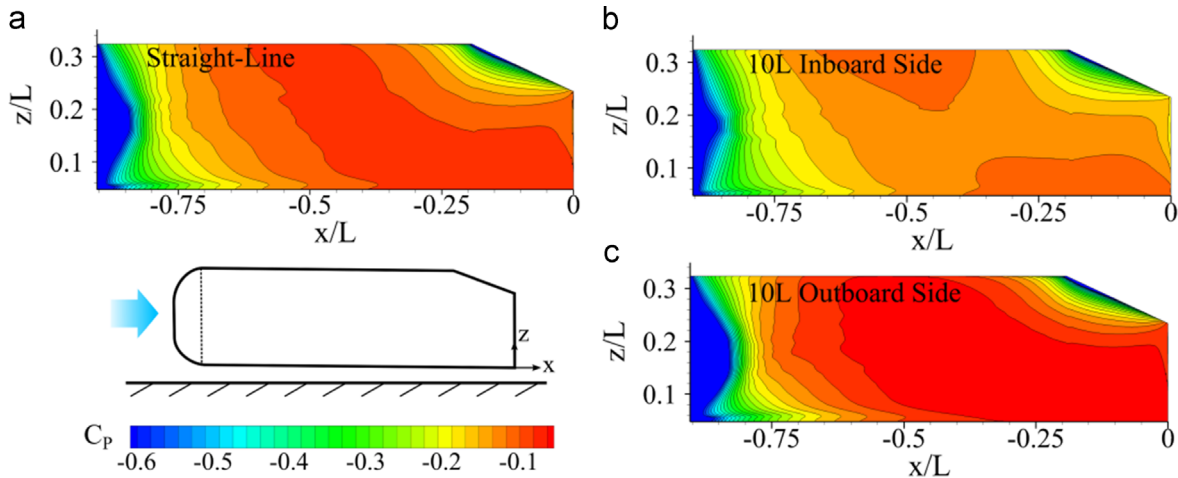 a
Straight-Line
z/L
0.3
0.2
0.1
-0.75 -0.5 -0.25 0
x/L
z
x
C_P
-0.6 -0.5 -0.4 -0.3 -0.2 -0.1
b
10L Inboard Side
z/L
0.3
0.2
0.1
-0.75 -0.5 -0.25 0
x/L
c
10L Outboard Side
z/L
0.3
0.2
0.1
-0.75 -0.5 -0.25 0
x/L